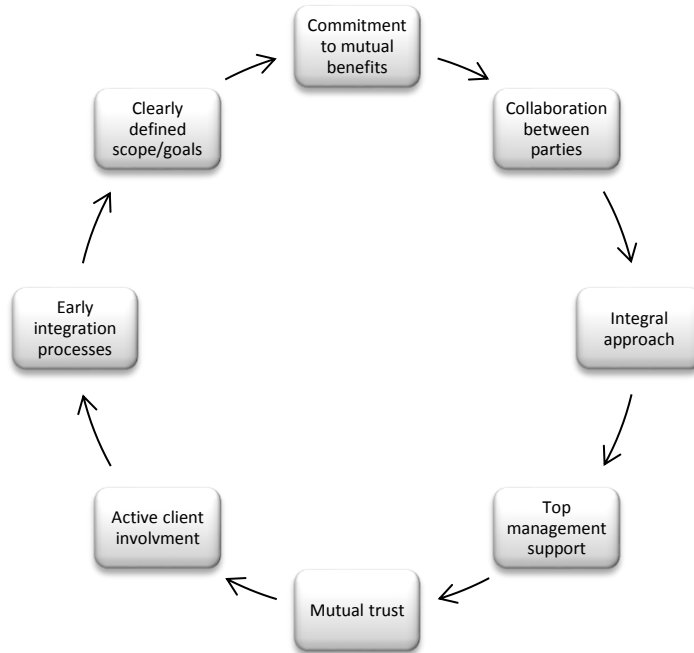 Commitment
to mutual
benefits
Collaboration
between
parties
Integral
approach
Top
management
support
Mutual trust
Active client
involvment
Early
integration
processes
Clearly
defined
scope/goals